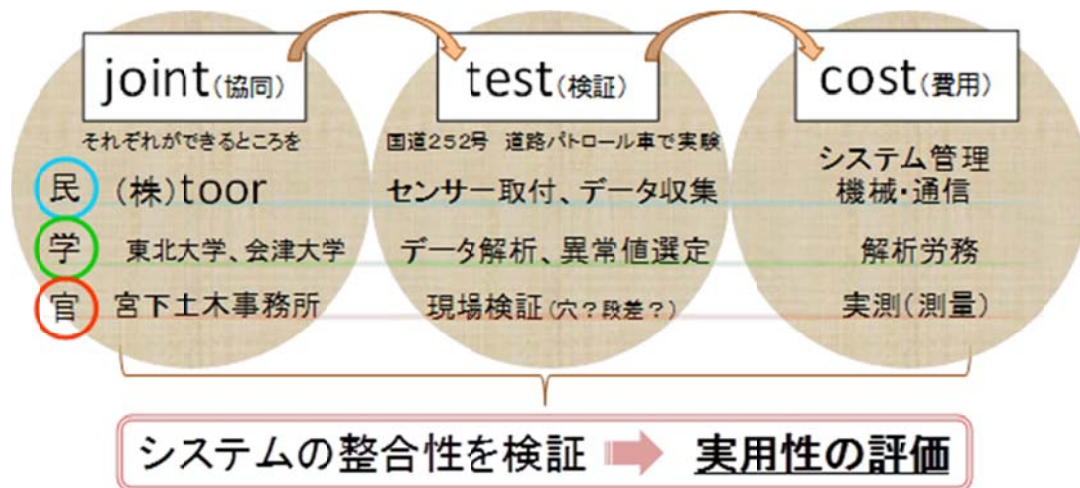 joint(協同)
それぞれができるところを
民 (株)toor
学 東北大学、会津大学
官 宮下土木事務所
test(検証)
国道252号 道路パトロール車で実験
センサー取付、データ収集
データ解析、異常値選定
現場検証(穴?段差?)
cost(費用)
システム管理
機械・通信
解析労務
実測(測量)
システムの整合性を検証 実用性の評価